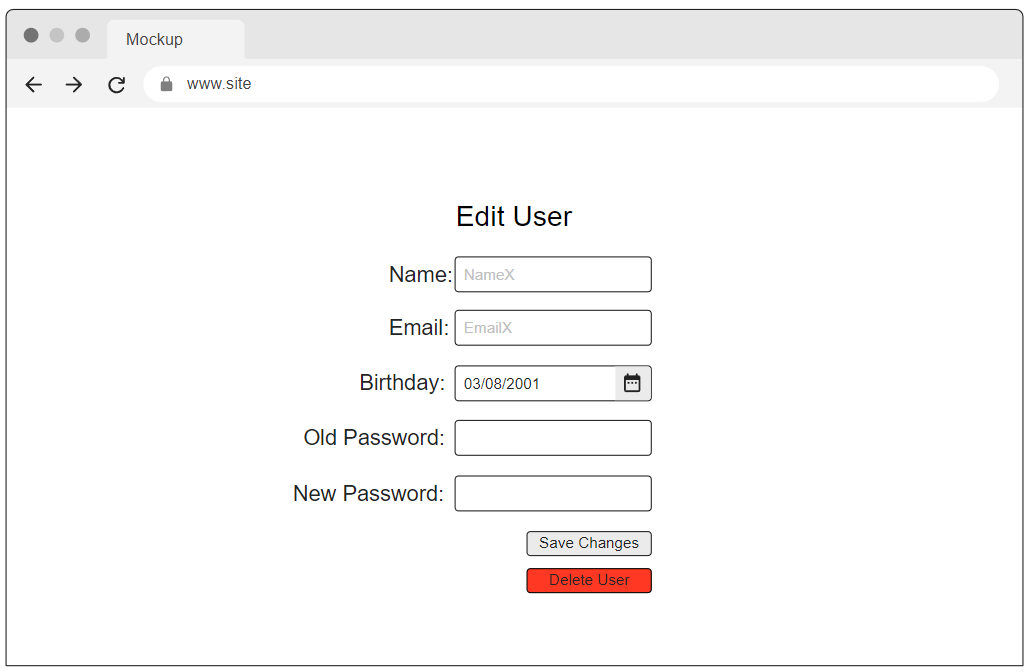 Mockup
www.site
Edit User
Name: NameX
Email: EmailX
Birthday: 03/08/2001
Old Password:
New Password:
Save Changes
Delete User